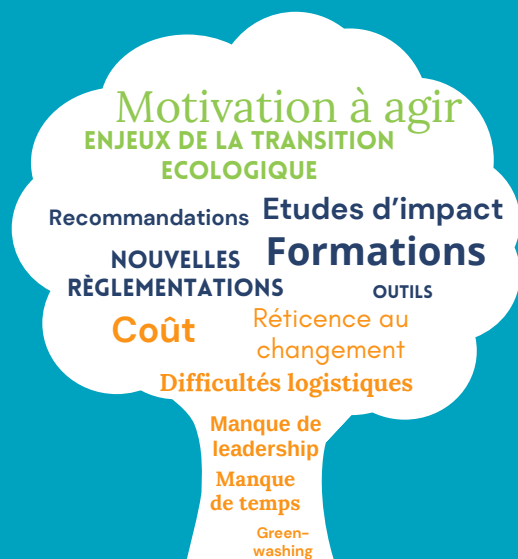 Motivation à agir
ENJEUX DE LA TRANSITION
ECOLOGIQUE
Recommandations Etudes d’impact
NOUVELLES
RÈGLEMENTATIONS
Formations
OUTILS
Coût
Réticence au
changement
Difficultés logistiques
Manque de
leadership
Manque
de temps
Green-
washing